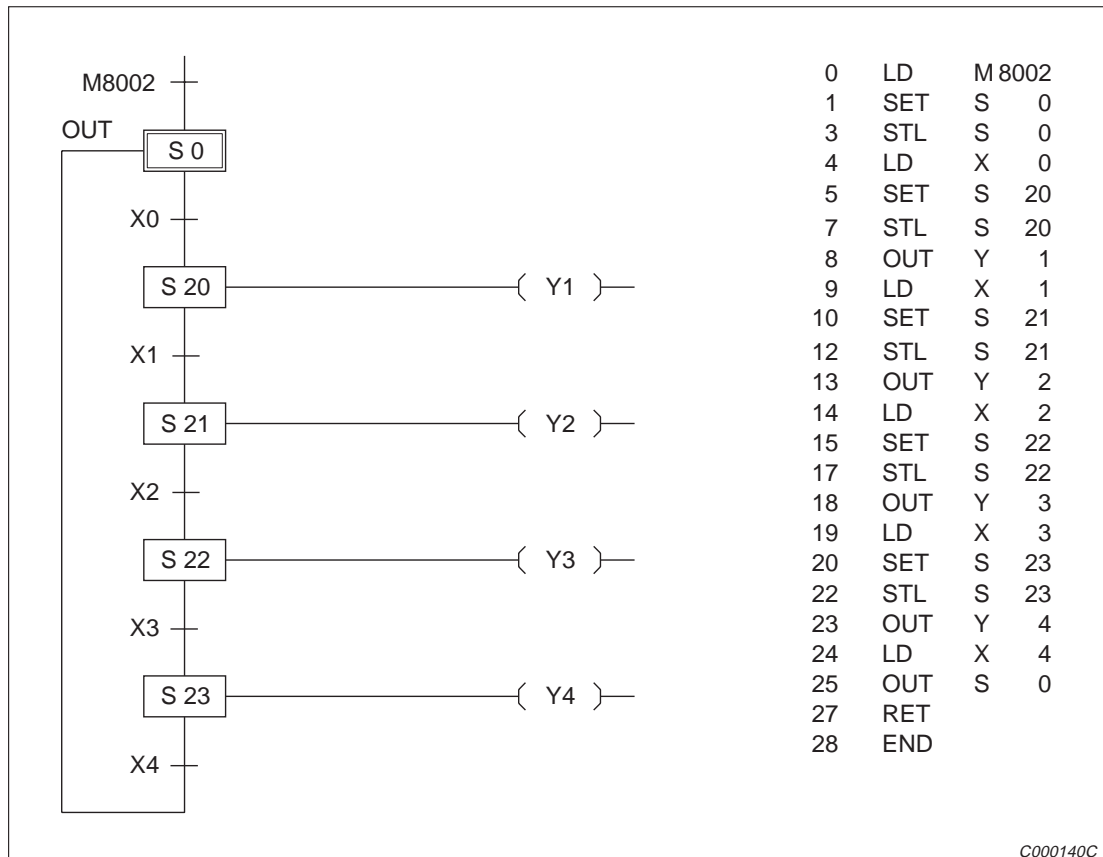 M8002
OUT
S 0
X0
S 20
Y1
X1
S 21
Y2
X2
S 22
Y3
X3
S 23
Y4
X4
0 LD M 8002
1 SET S 0
3 STL S 0
4 LD X 0
5 SET S 20
7 STL S 20
8 OUT Y 1
9 LD X 1
10 SET S 21
12 STL S 21
13 OUT Y 2
14 LD X 2
15 SET S 22
17 STL S 22
18 OUT Y 3
19 LD X 3
20 SET S 23
22 STL S 23
23 OUT Y 4
24 LD X 4
25 OUT S 0
27 RET
28 END
C000140C